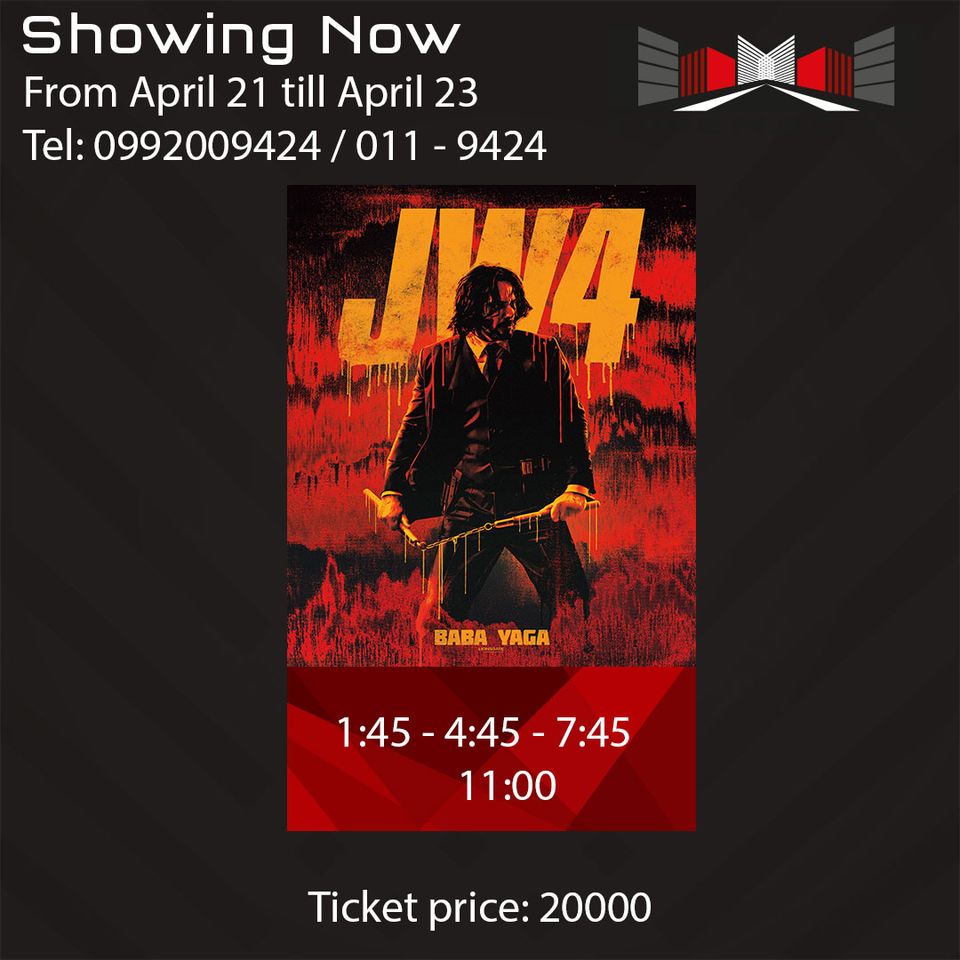 Showing Now
From April 21 till April 23
Tel: 0992009424 / 011 - 9424
JW4
BABA YAGA
1:45 - 4:45 - 7:45
11:00
Ticket price: 20000